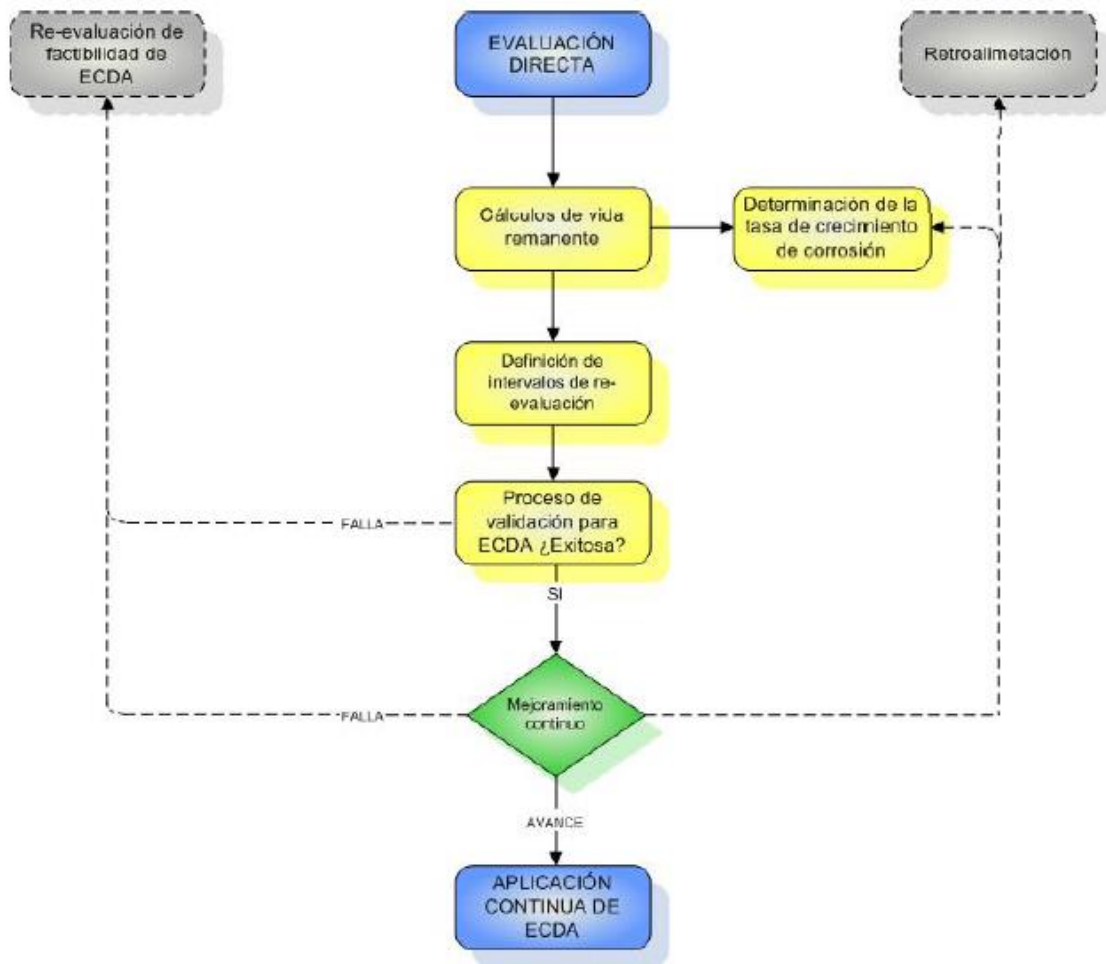 Re-evaluación de
factibilidad de
ECDA
EVALUACIÓN
DIRECTA
Retroalimetación
Cálculos de vida
remanente
Determinación de la
tasa de crecimiento
de corrosión
Definición de
intervalos de re-
evaluación
Proceso de
validación para
ECDA ¿Exitosa?
FALLA
SI
Mejoramiento
continuo
FALLA
AVANCE
APLICACIÓN
CONTINUA DE
ECDA